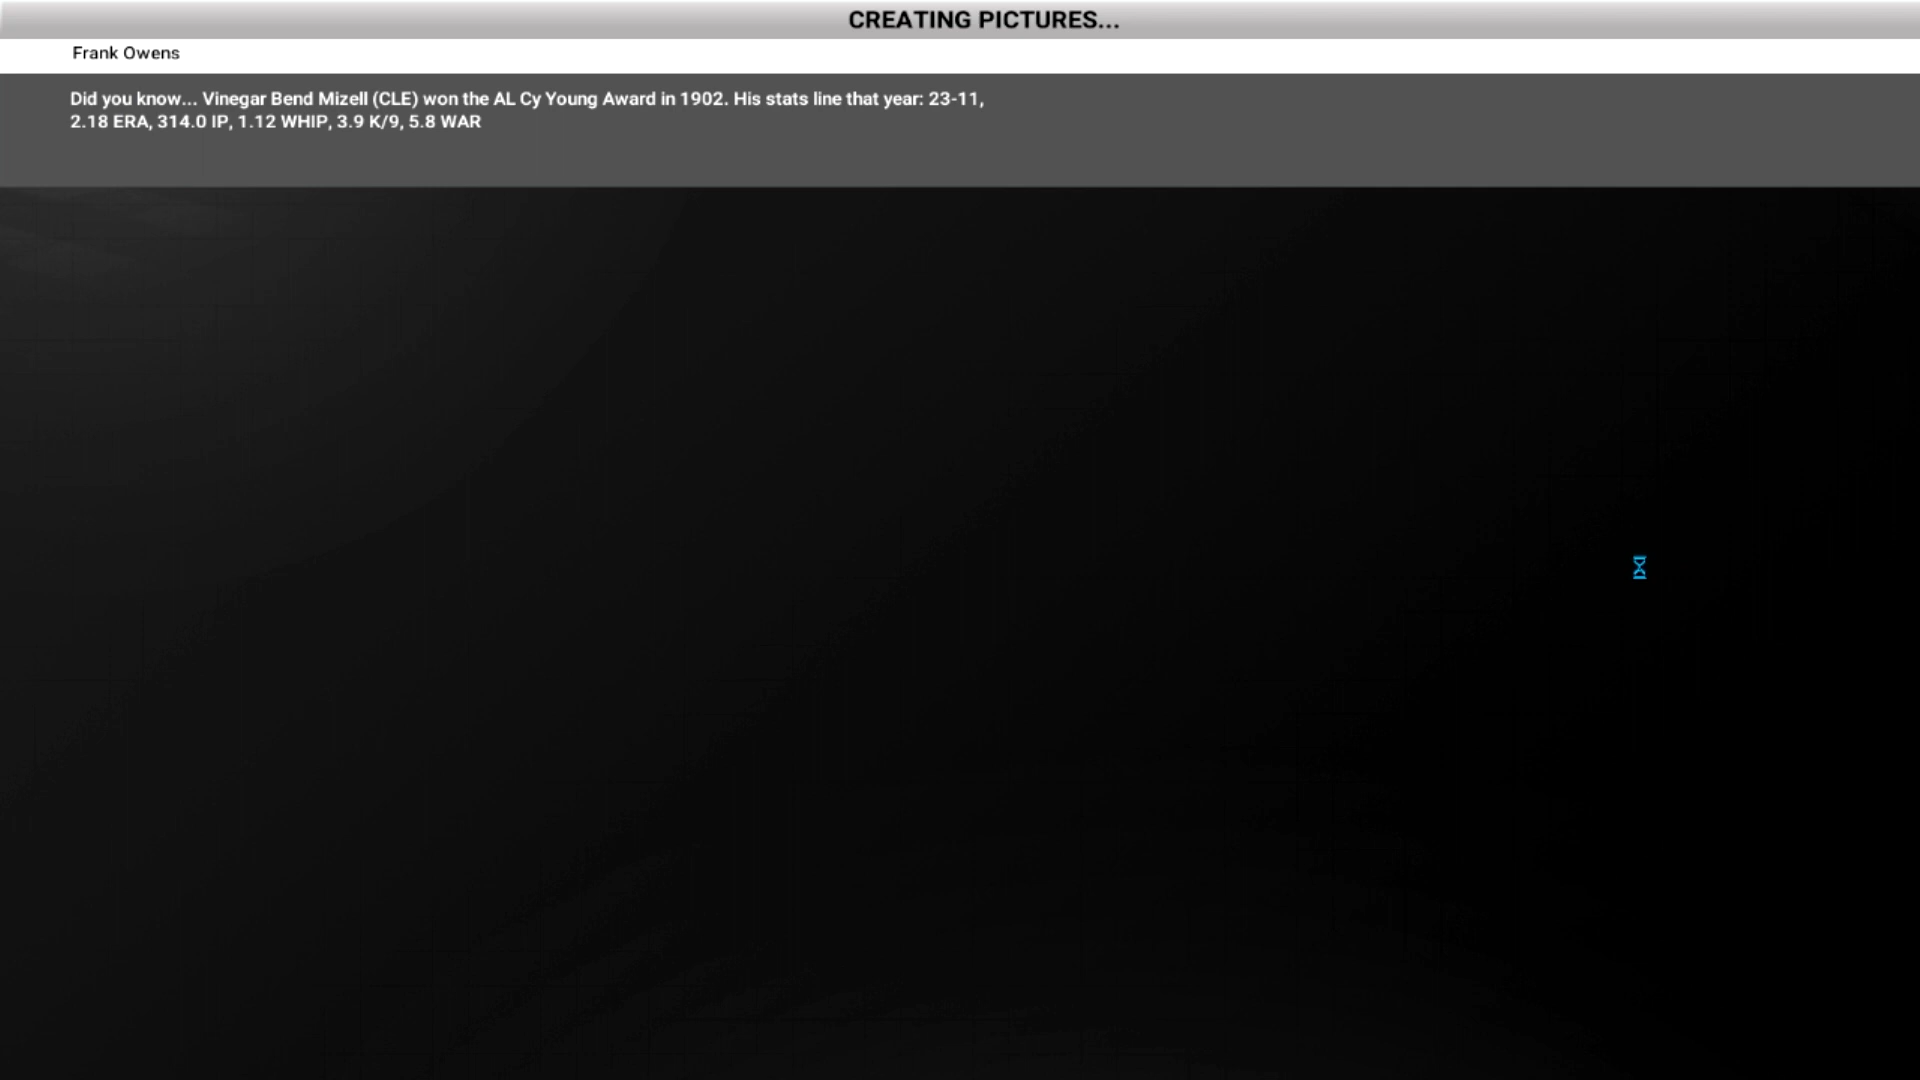 CREATING PICTURES...
Frank Owens
Did you know... Vinegar Bend Mizell (CLE) won the AL Cy Young Award in 1902. His stats line that year: 23-11,
2.18 ERA, 314.0 IP, 1.12 WHIP, 3.9 K/9, 5.8 WAR